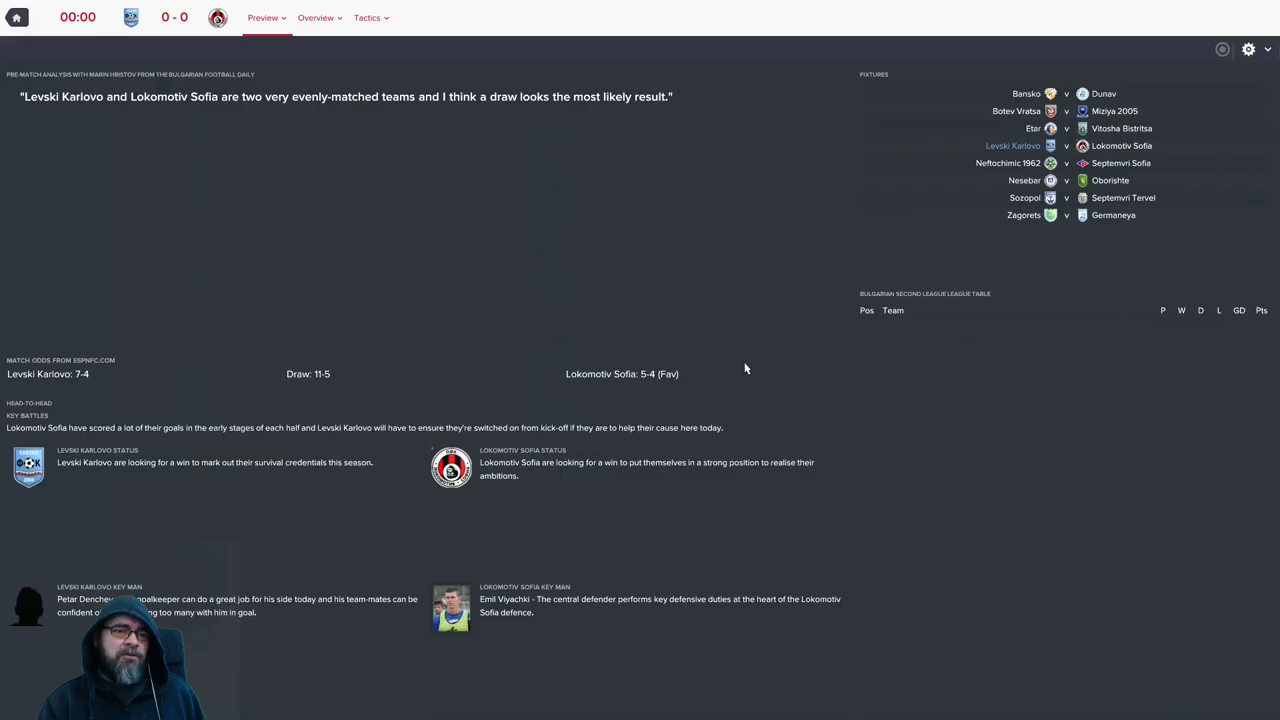 00:00 0 - 0 Preview Overview Tactics
PRE-MATCH ANALYSIS WITH MARIN HRISTOV FROM THE BULGARIAN FOOTBALL DAILY
"Levski Karlovo and Lokomotiv Sofia are two very evenly-matched teams and I think a draw looks the most likely result."
FIXTURES
Bansko v Dunav
Botev Vratsa v Miziya 2005
Etar v Vitosha Bistritsa
Levski Karlovo v Lokomotiv Sofia
Neftochimic 1962 v Septemvri Sofia
Nesebar v Oborishte
Sozopol v Septemvri Tervel
Zagorets v Germaneya
BULGARIAN SECOND LEAGUE LEAGUE TABLE
Pos Team P W D L GD Pts
MATCH ODDS FROM ESPNFC.COM
Levski Karlovo: 7-4 Draw: 11-5 Lokomotiv Sofia: 5-4 (Fav)
HEAD-TO-HEAD
KEY BATTLES
Lokomotiv Sofia have scored a lot of their goals in the early stages of each half and Levski Karlovo will have to ensure they're switched on from kick-off if they are to help their cause here today.
LEVSKI KARLOVO STATUS
Levski Karlovo are looking for a win to mark out their survival credentials this season.
LOKOMOTIV SOFIA STATUS
Lokomotiv Sofia are looking for a win to put themselves in a strong position to realise their
ambitions.
LEVSKI KARLOVO KEY MAN
Petar Denchev goalkeeper can do a great job for his side today and his team-mates can be
confident of ng too many with him in goal.
LOKOMOTIV SOFIA KEY MAN
Emil Viyachki - The central defender performs key defensive duties at the heart of the Lokomotiv
Sofia defence.